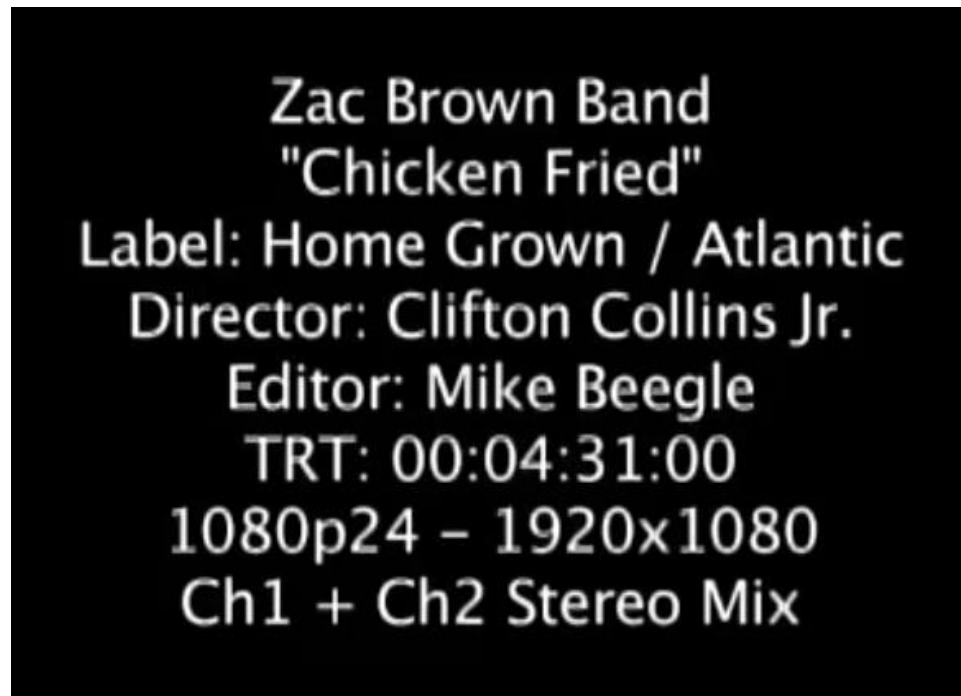 Zac Brown Band
"Chicken Fried"
Label: Home Grown / Atlantic
Director: Clifton Collins Jr.
Editor: Mike Beegle
TRT: 00:04:31:00
1080p24 – 1920x1080
Ch1 + Ch2 Stereo Mix